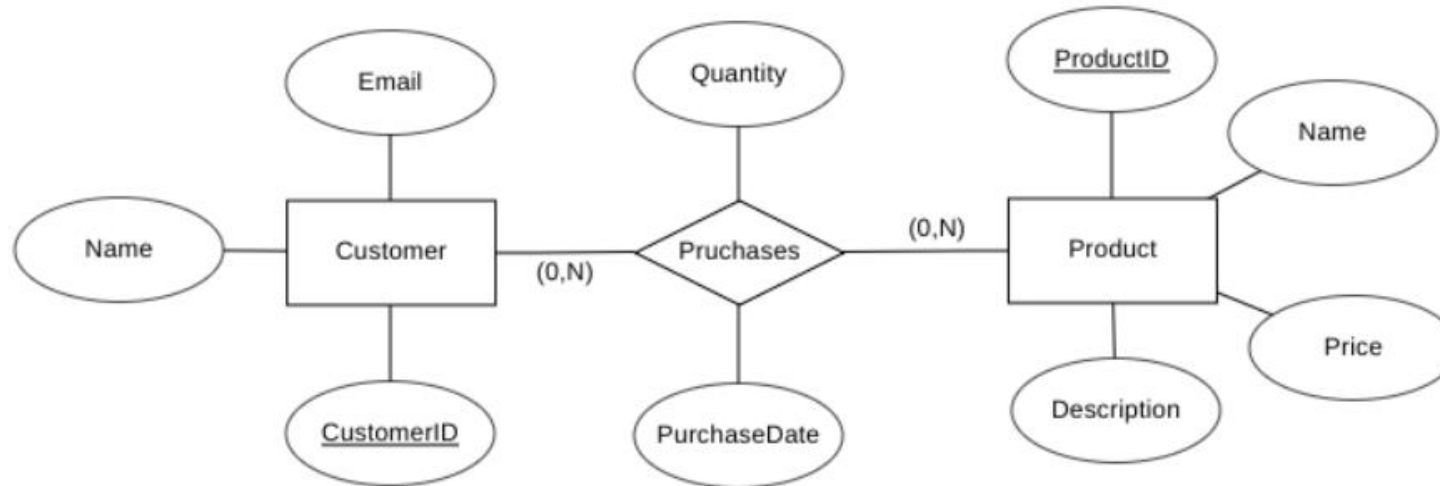 Email
Quantity
ProductID
Name
Name
Customer
(0,N)
Pruchases
(0,N)
Product
Price
CustomerID
PurchaseDate
Description